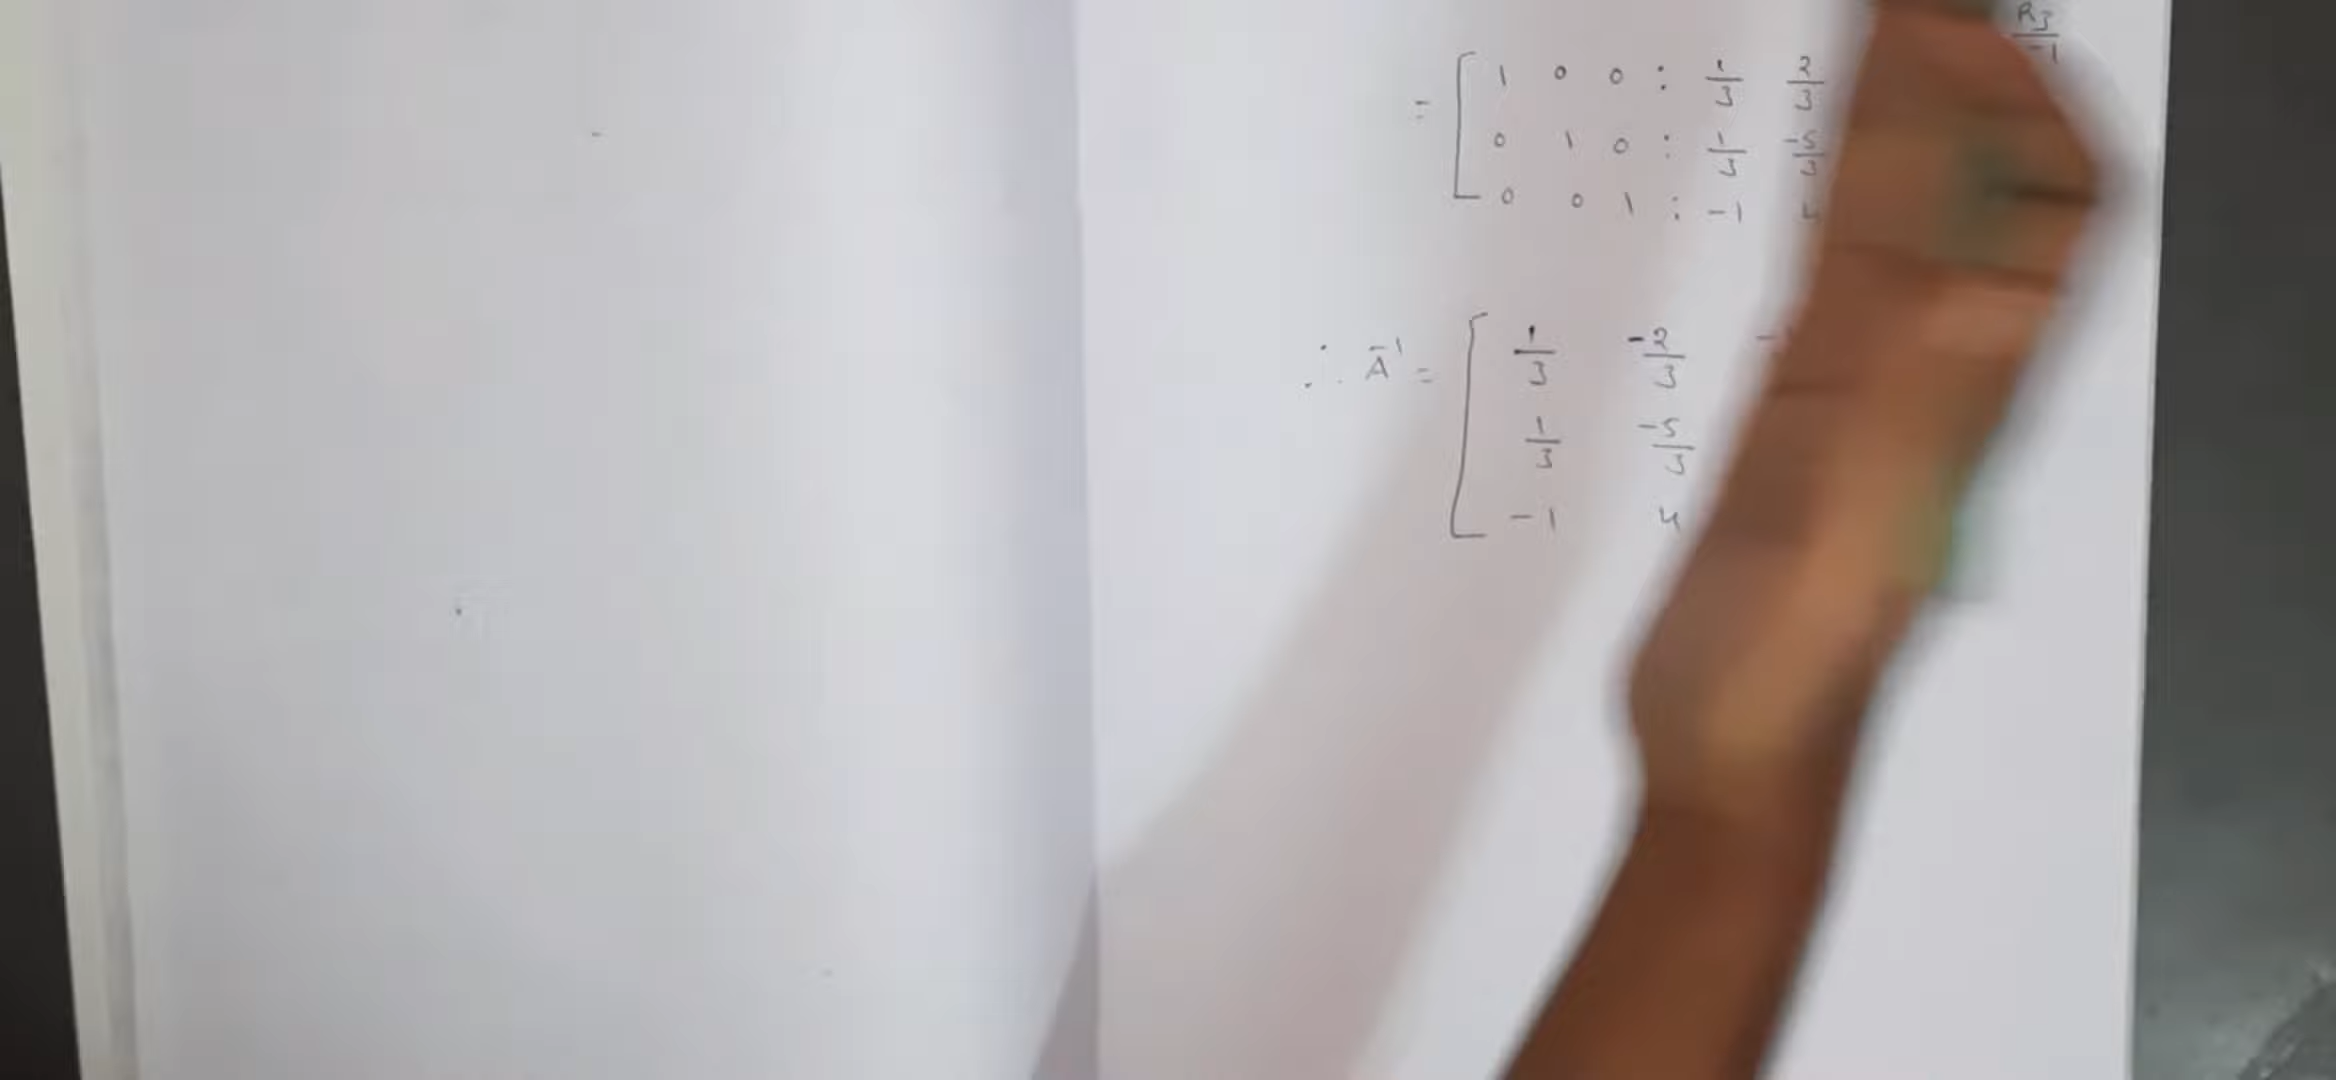 R3
-1
= [ 1 0 0 : 1/3 2/3
0 1 0 : 1/3 -5/3
0 0 1 : -1
∴ A⁻¹ = [ 1/3 -2/3 -
1/3 -5/3
-1 4